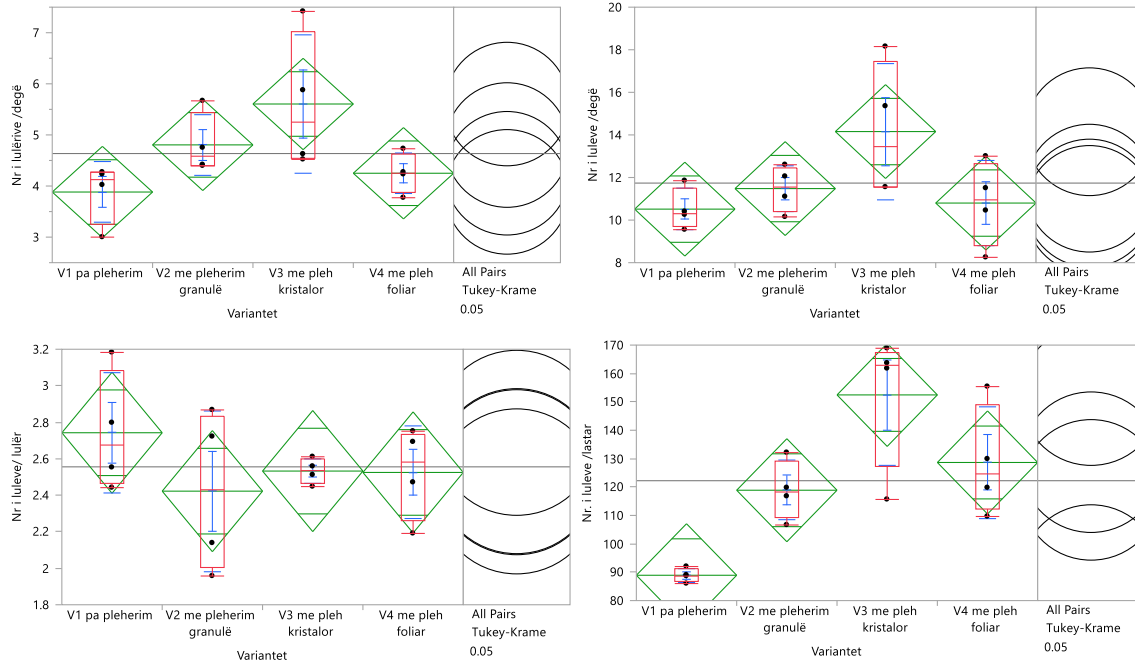 Nr i lulërive /degë
7
6
5
4
3
V1 pa pleherim
V2 me pleherim
granulë
V3 me pleh
kristalor
V4 me pleh
foliar
All Pairs
Tukey-Krame
0.05
Variantet
Nr i luleve /degë
20
18
16
14
12
10
8
V1 pa pleherim
V2 me pleherim
granulë
V3 me pleh
kristalor
V4 me pleh
foliar
All Pairs
Tukey-Krame
0.05
Variantet
Nr i luleve/ lulër
3.2
3
2.8
2.6
2.4
2.2
2
1.8
V1 pa pleherim
V2 me pleherim
granulë
V3 me pleh
kristalor
V4 me pleh
foliar
All Pairs
Tukey-Krame
0.05
Variantet
Nr. i luleve /lastar
170
160
150
140
130
120
110
100
90
80
V1 pa pleherim
V2 me pleherim
granulë
V3 me pleh
kristalor
V4 me pleh
foliar
All Pairs
Tukey-Krame
0.05
Variantet